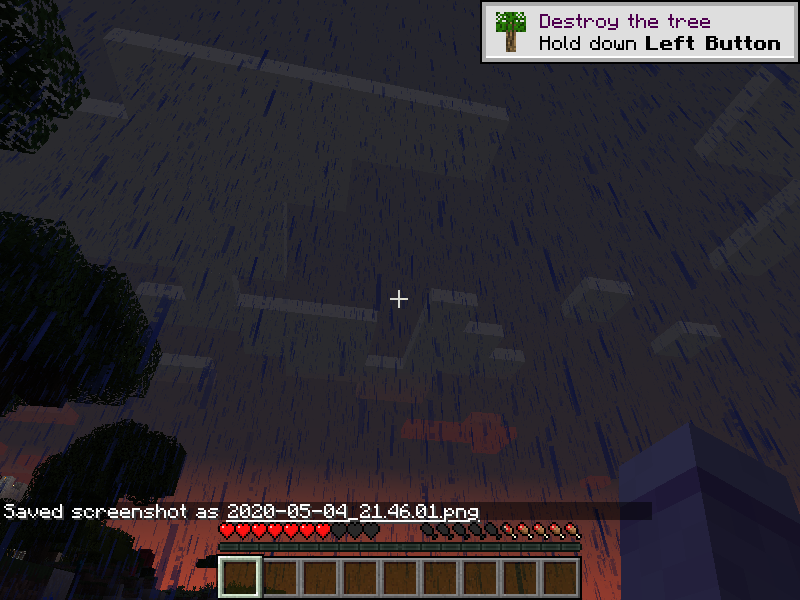 Destroy the tree
Hold down Left Button
Saved screenshot as 2020-05-04_21.46.01.png